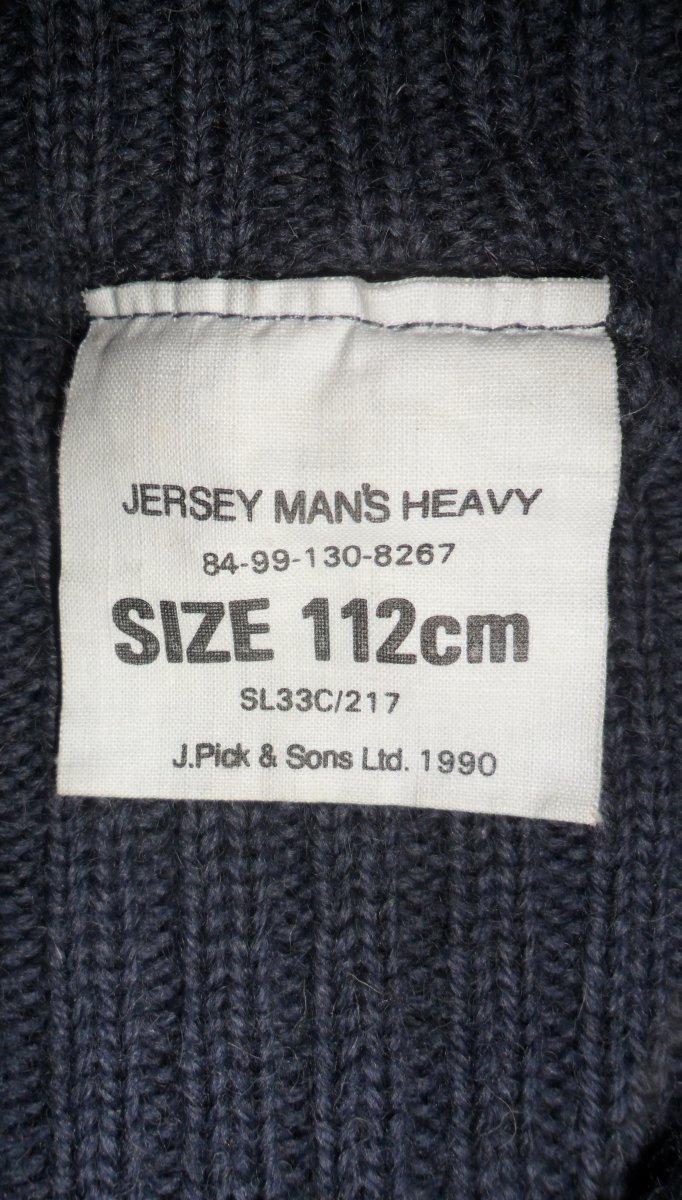 JERSEY MAN'S HEAVY
84-99-130-8267
SIZE 112cm
SL33C/217
J.Pick & Sons Ltd. 1990